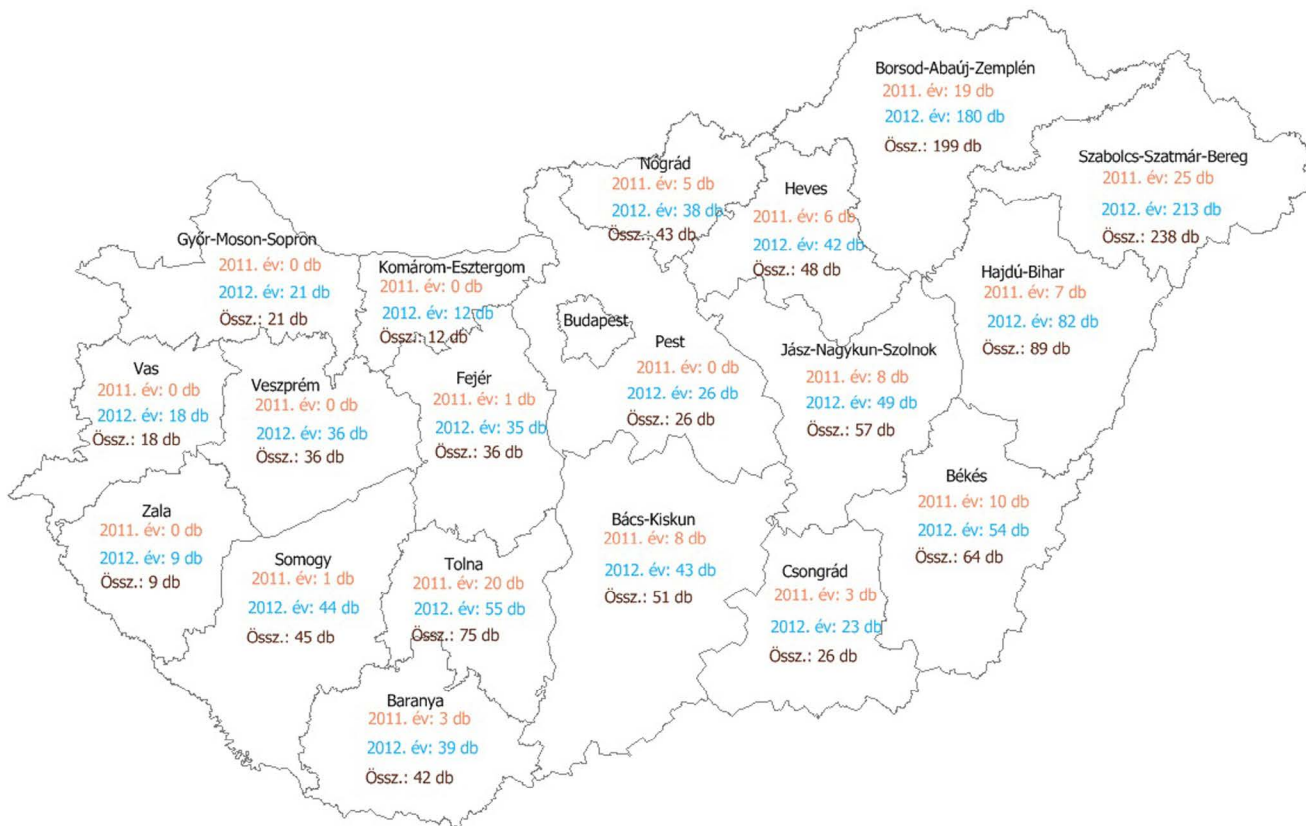 Borsod-Abaúj-Zemplén
2011. év: 19 db
2012. év: 180 db
Össz.: 199 db
Szabolcs-Szatmár-Bereg
2011. év: 25 db
2012. év: 213 db
Össz.: 238 db
Nógrád
2011. év: 5 db
2012. év: 38 db
Össz.: 43 db
Heves
2011. év: 6 db
2012. év: 42 db
Össz.: 48 db
Győr-Moson-Sopron
2011. év: 0 db
2012. év: 21 db
Össz.: 21 db
Komárom-Esztergom
2011. év: 0 db
2012. év: 12 db
Össz.: 12 db
Hajdú-Bihar
2011. év: 7 db
2012. év: 82 db
Össz.: 89 db
Budapest
Pest
2011. év: 0 db
2012. év: 26 db
Össz.: 26 db
Jász-Nagykun-Szolnok
2011. év: 8 db
2012. év: 49 db
Össz.: 57 db
Vas
2011. év: 0 db
2012. év: 18 db
Össz.: 18 db
Veszprém
2011. év: 0 db
2012. év: 36 db
Össz.: 36 db
Fejér
2011. év: 1 db
2012. év: 35 db
Össz.: 36 db
Békés
2011. év: 10 db
2012. év: 54 db
Össz.: 64 db
Zala
2011. év: 0 db
2012. év: 9 db
Össz.: 9 db
Somogy
2011. év: 1 db
2012. év: 44 db
Össz.: 45 db
Tolna
2011. év: 20 db
2012. év: 55 db
Össz.: 75 db
Bács-Kiskun
2011. év: 8 db
2012. év: 43 db
Össz.: 51 db
Csongrád
2011. év: 3 db
2012. év: 23 db
Össz.: 26 db
Baranya
2011. év: 3 db
2012. év: 39 db
Össz.: 42 db